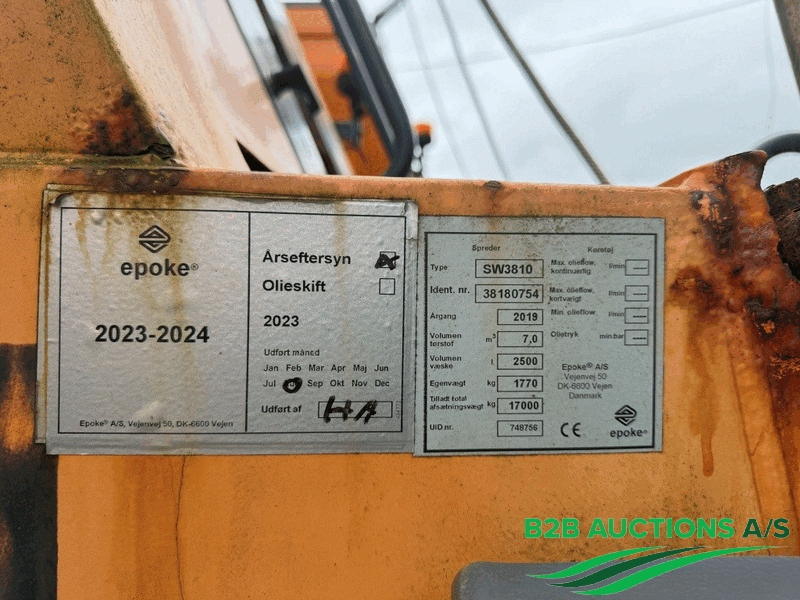 epoke®
2023-2024
Epoke® A/S, Vejenvej 50, DK-6600 Vejen
Årseftersyn
Olieskift
2023
Udført måned
Jan Feb Mar Apr Maj Jun
Jul Sep Okt Nov Dec
Udført af HA
Spreder
Type SW3810
Ident. nr. 38180754
Årgang 2019
Volumen tørstof m³ 7,0
Volumen væske l 2500
Egenvægt kg 1770
Tilladt total afsætningsvægt kg 17000
UID nr. 748756
Køretøj
Max. olieflow, kontinuerlig l/min —
Max. olieflow, kortvarigt l/min —
Min. olieflow l/min —
Olietryk min.bar —
Epoke® A/S
Vejenvej 50
DK-6600 Vejen
Danmark
CE
epoke®
B2B AUCTIONS A/S